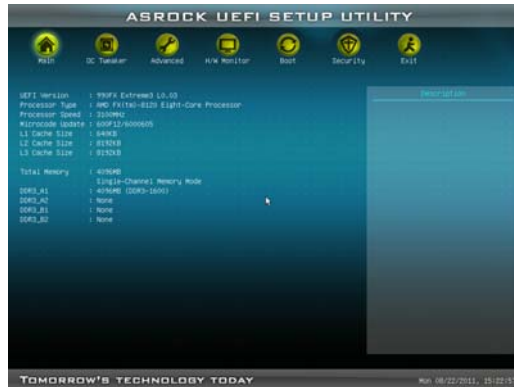 ASROCK UEFI SETUP UTILITY
Main OC Tweaker Advanced H/W Monitor Boot Security Exit
Description
UEFI Version : 990FX Extreme3 L0.03
Processor Type : AMD FX(tm)-8120 Eight-Core Processor
Processor Speed : 3100MHz
Microcode Update : 600F12/6000605
L1 Cache Size : 640KB
L2 Cache Size : 8192KB
L3 Cache Size : 8192KB
Total Memory : 4096MB
Single-Channel Memory Mode
DDR3_A1 : 4096MB (DDR3-1600)
DDR3_A2 : None
DDR3_B1 : None
DDR3_B2 : None
TOMORROW'S TECHNOLOGY TODAY
Mon 08/22/2011, 15:22:57